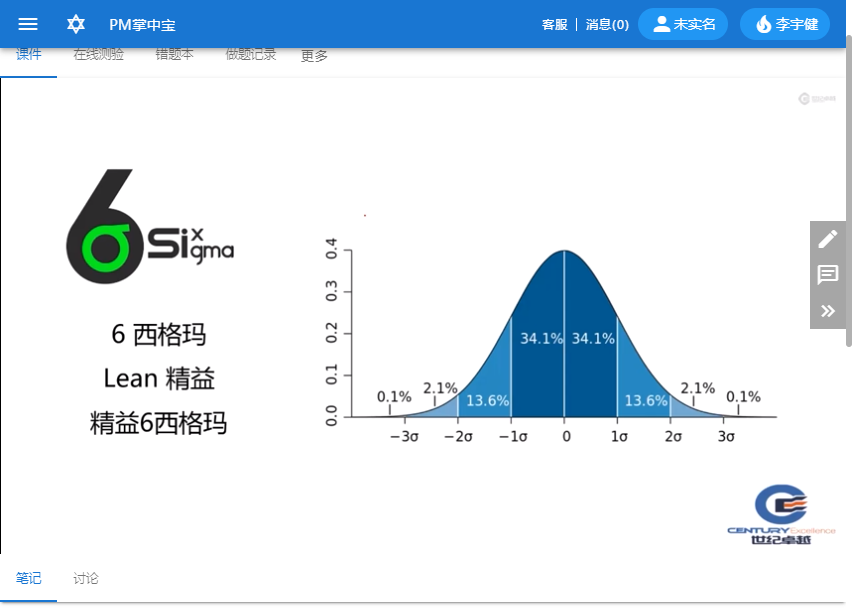 PM掌中宝
客服 | 消息(0) 未实名 李宇健
课件 在线测验 错题本 做题记录 更多
6 Six
σ Sigma
6 西格玛
Lean 精益
精益6西格玛
0.4
0.3
0.2
0.1
0.0
34.1% 34.1%
0.1% 2.1% 13.6% 13.6% 2.1% 0.1%
−3σ −2σ −1σ 0 1σ 2σ 3σ
CENTURY Excellence
世纪卓越
笔记 讨论